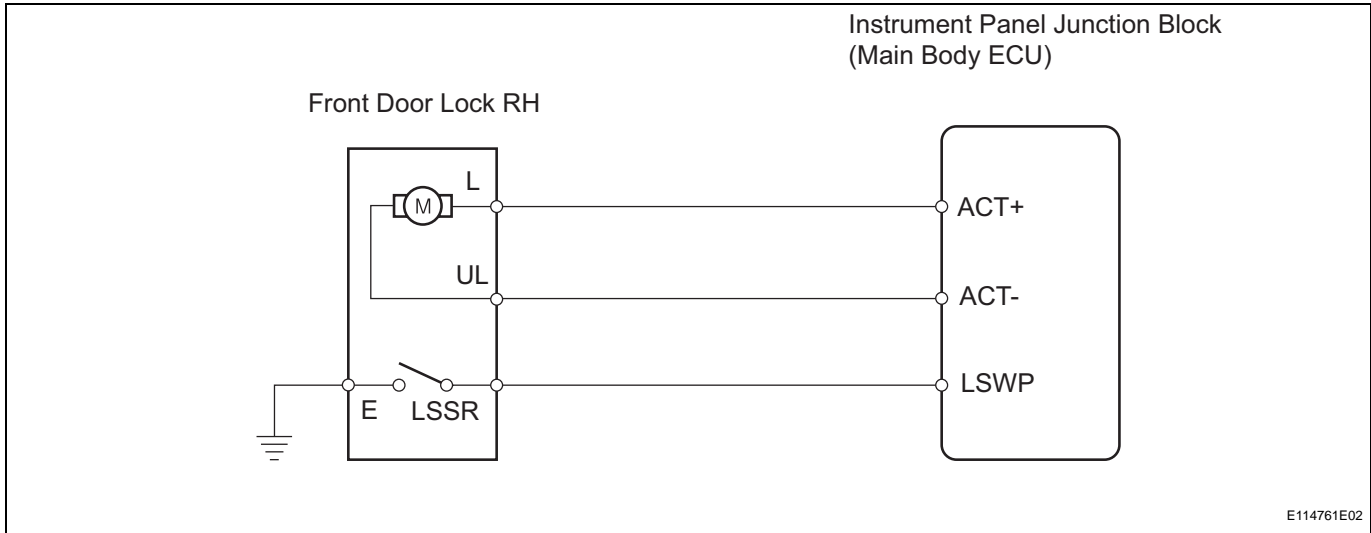 Instrument Panel Junction Block
(Main Body ECU)
Front Door Lock RH
L
M
ACT+
UL
ACT-
LSWP
E
LSSR
E114761E02